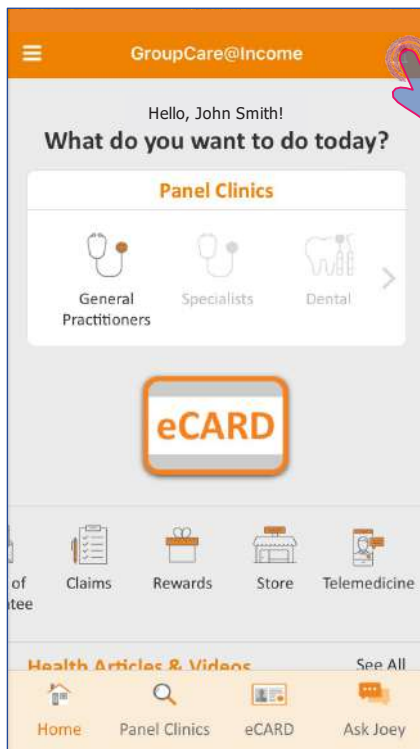 GroupCare@Income
Hello, John Smith!
What do you want to do today?
Panel Clinics
General Practitioners
Specialists
Dental
eCARD
of
tee
Claims
Rewards
Store
Telemedicine
Health Articles & Videos
See All
Home
Panel Clinics
eCARD
Ask Joey